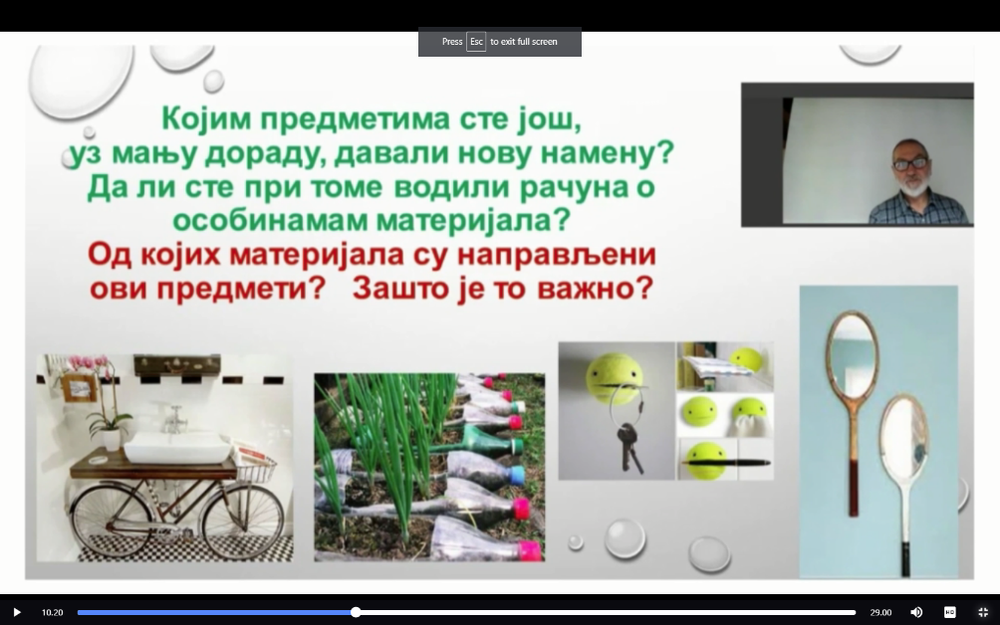 Press Esc to exit full screen
Којим предметима сте још,
уз мању дораду, давали нову намену?
Да ли сте при томе водили рачуна о
особинамам материјала?
Од којих материјала су направљени
ови предмети? Зашто је то важно?
10.20
29.00
HD